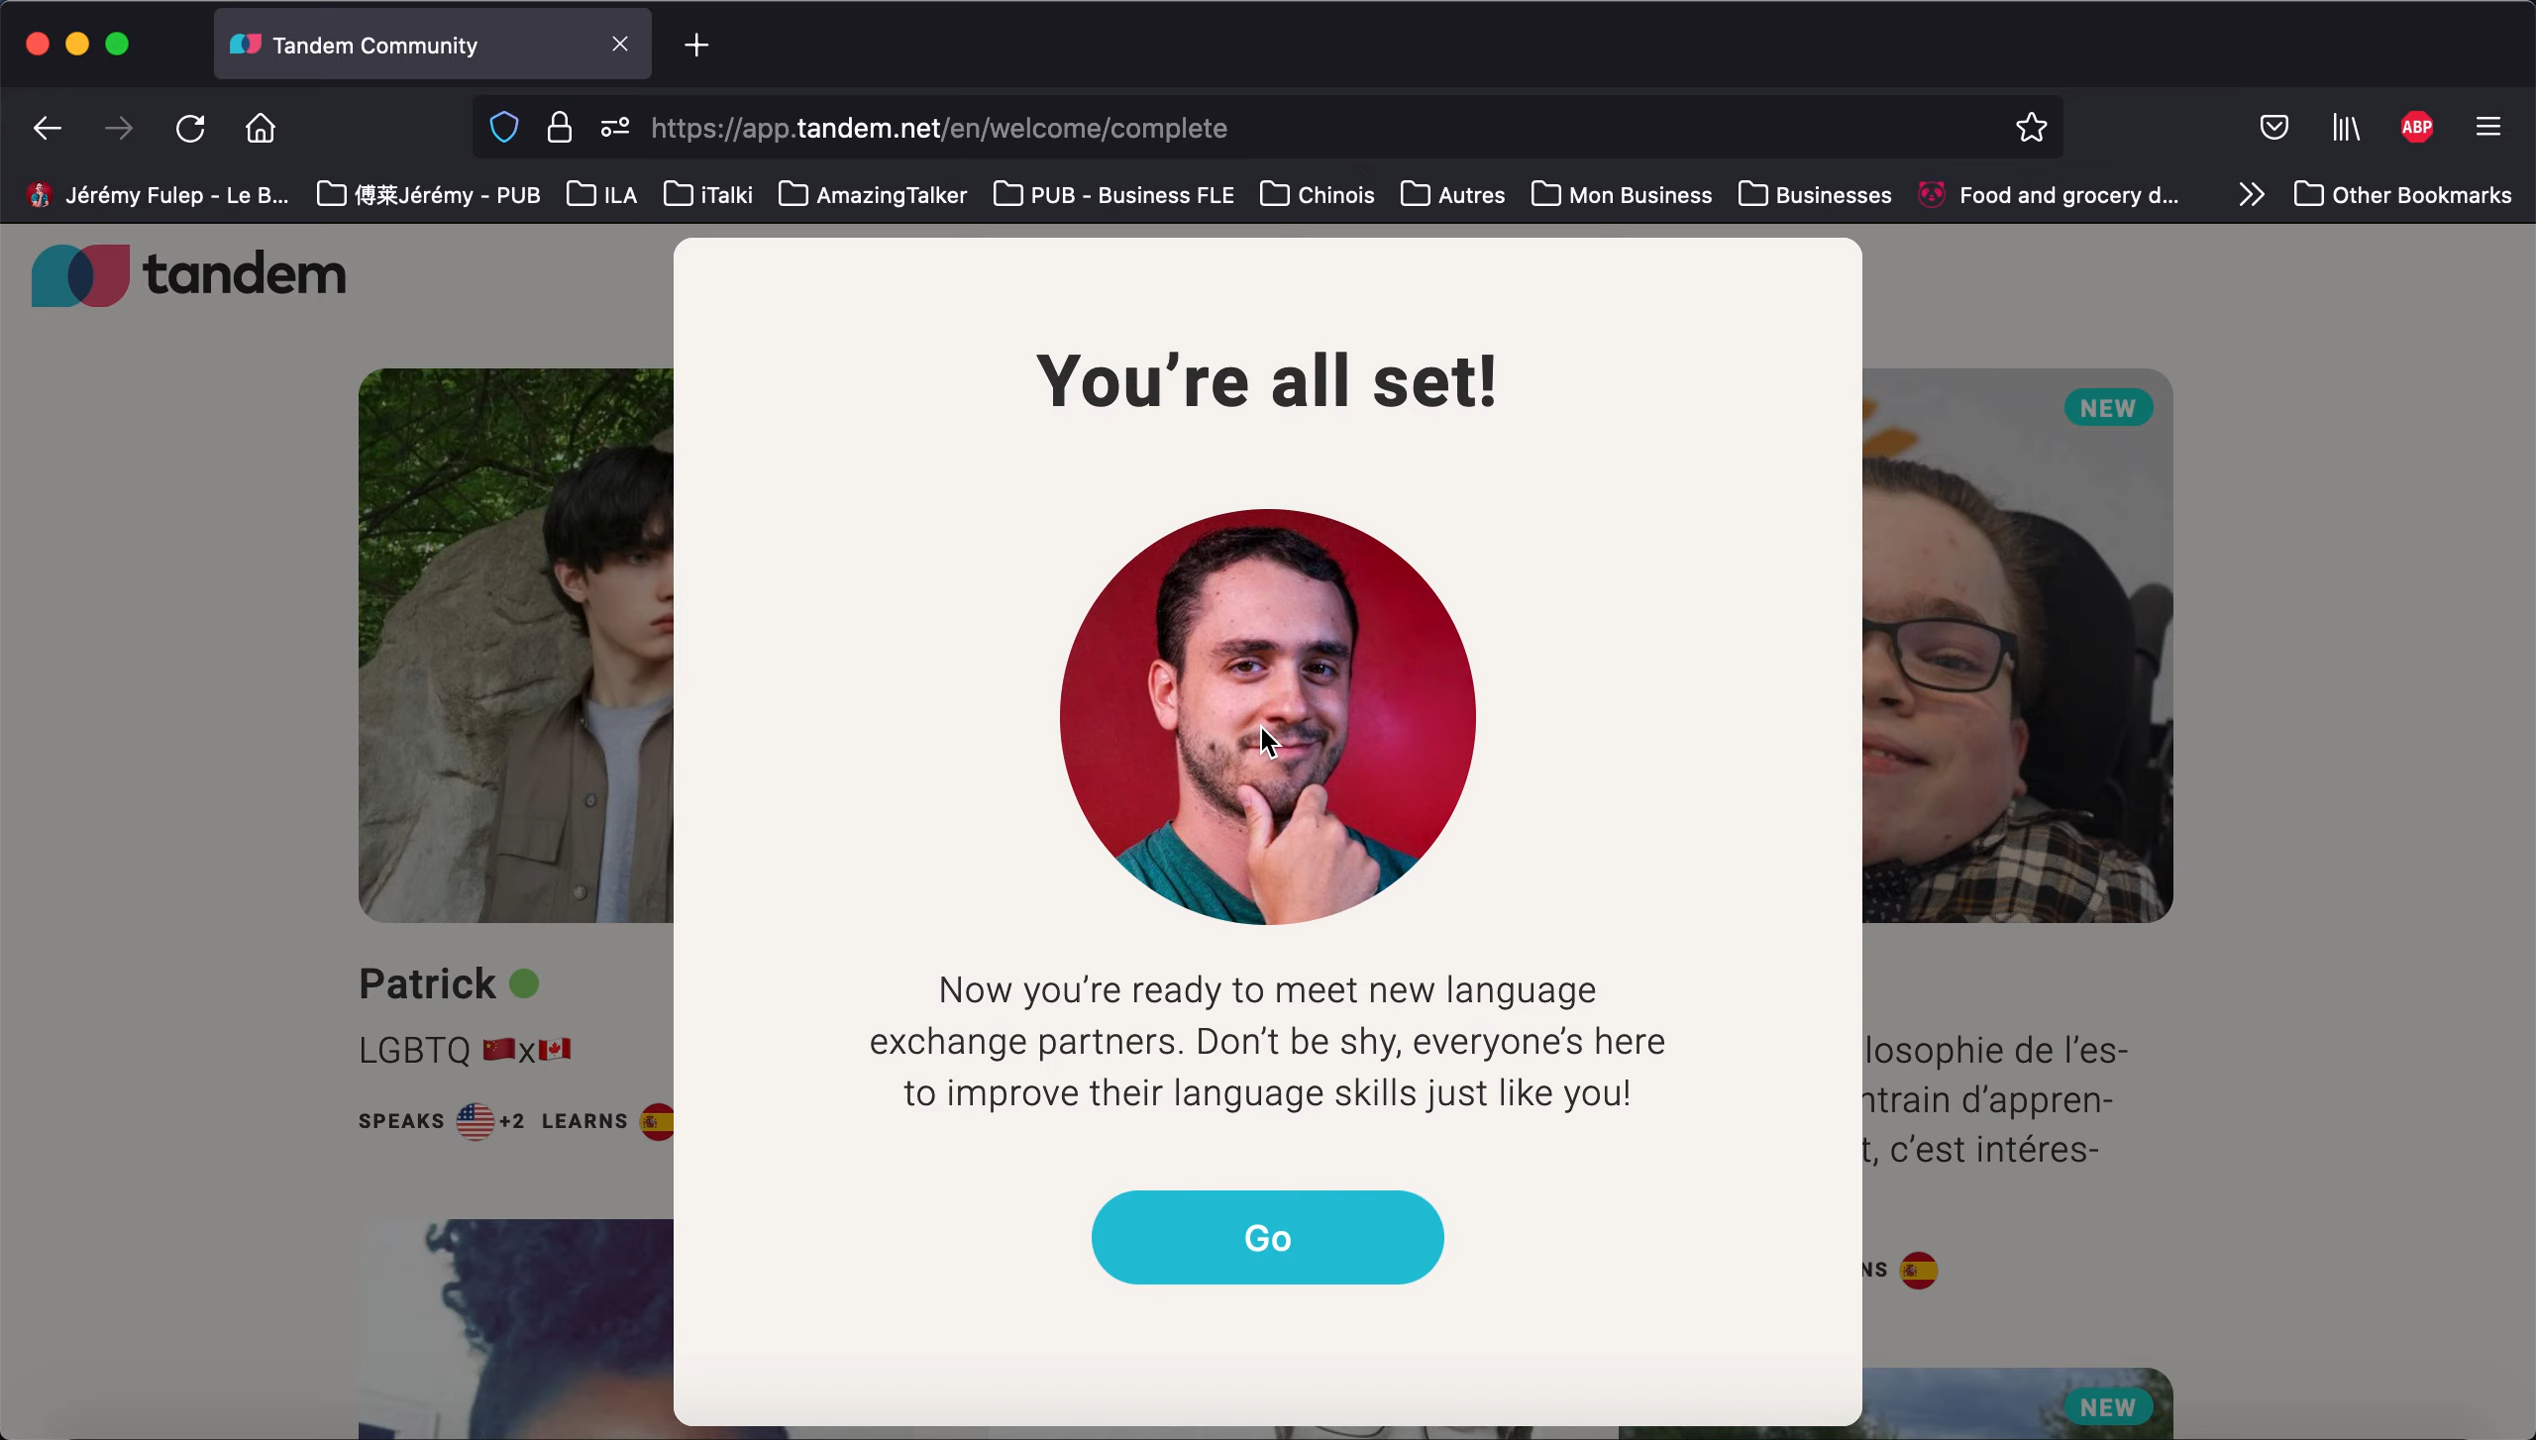 Tandem Community
https://app.tandem.net/en/welcome/complete
ABP
Jérémy Fulep - Le B...
傅莱Jérémy - PUB
ILA
iTalki
AmazingTalker
PUB - Business FLE
Chinois
Autres
Mon Business
Businesses
Food and grocery d...
Other Bookmarks
tandem
You’re all set!
NEW
Now you’re ready to meet new language
exchange partners. Don’t be shy, everyone’s here
to improve their language skills just like you!
Go
Patrick
LGBTQ 🇨🇳x🇨🇦
SPEAKS +2 LEARNS
losophie de l’es-
ntrain d’appren-
t, c’est intéres-
NS
NEW